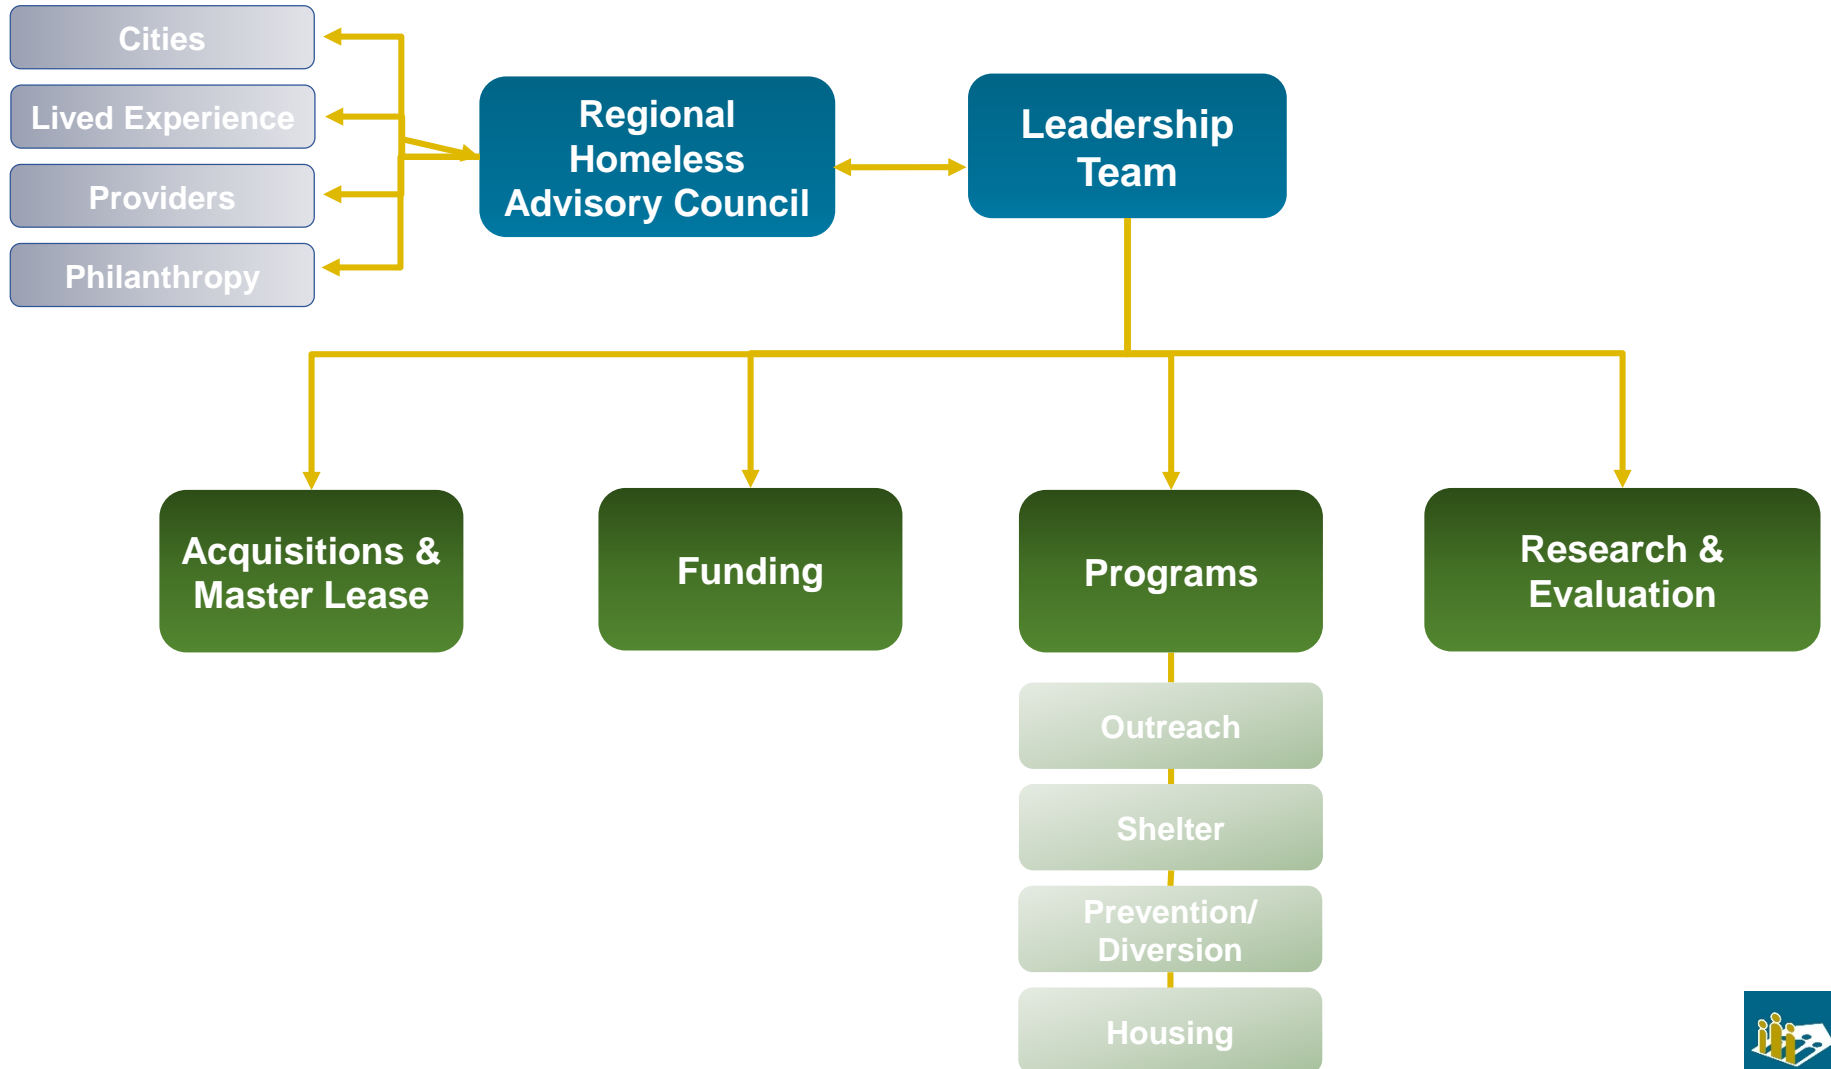 Cities
Lived Experience
Providers
Philanthropy
Regional
Homeless
Advisory Council
Leadership
Team
Acquisitions &
Master Lease
Funding
Programs
Research &
Evaluation
Outreach
Shelter
Prevention/
Diversion
Housing